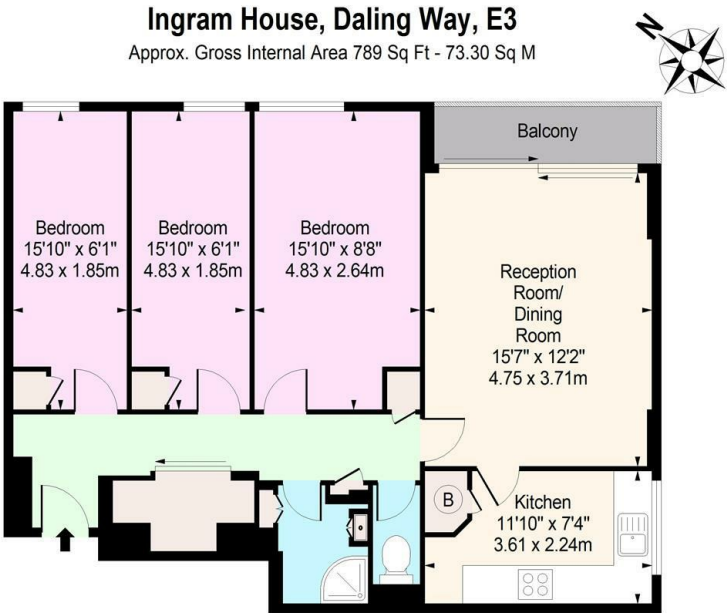 Ingram House, Daling Way, E3
Approx. Gross Internal Area 789 Sq Ft - 73.30 Sq M
N
Balcony
Bedroom
15'10" x 6'1"
4.83 x 1.85m
Bedroom
15'10" x 6'1"
4.83 x 1.85m
Bedroom
15'10" x 8'8"
4.83 x 2.64m
Reception
Room/
Dining
Room
15'7" x 12'2"
4.75 x 3.71m
B
Kitchen
11'10" x 7'4"
3.61 x 2.24m